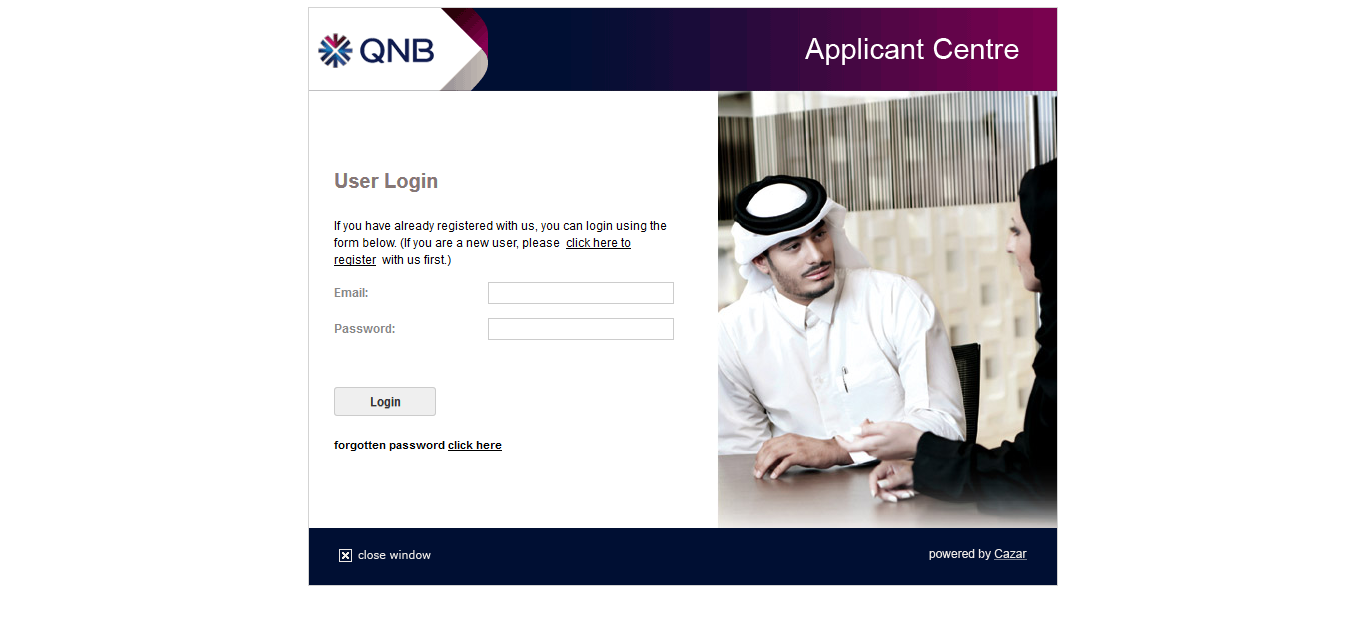 QNB
Applicant Centre
User Login
If you have already registered with us, you can login using the
form below. (If you are a new user, please click here to
register with us first.)
Email:
Password:
Login
forgotten password click here
close window
powered by Cazar